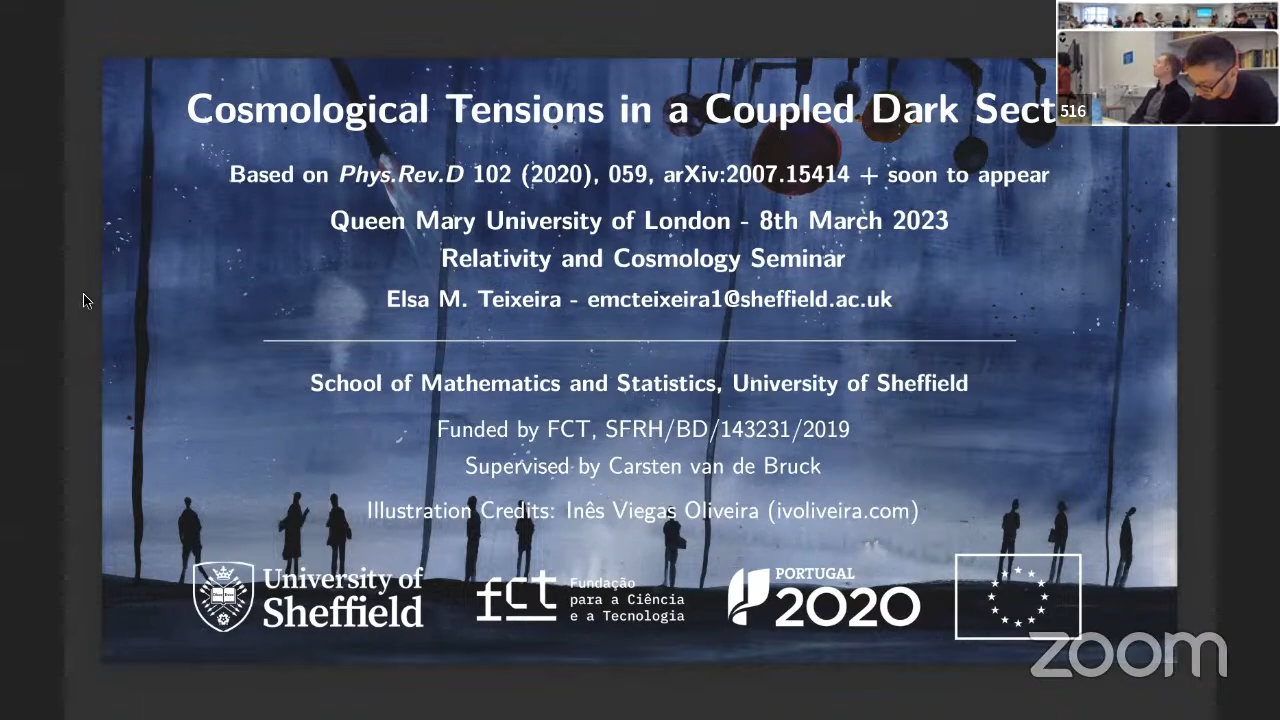 Cosmological Tensions in a Coupled Dark Sect
516
Based on Phys.Rev.D 102 (2020), 059, arXiv:2007.15414 + soon to appear
Queen Mary University of London - 8th March 2023
Relativity and Cosmology Seminar
Elsa M. Teixeira - emcteixeira1@sheffield.ac.uk
School of Mathematics and Statistics, University of Sheffield
Funded by FCT, SFRH/BD/143231/2019
Supervised by Carsten van de Bruck
Illustration Credits: Inês Viegas Oliveira (ivoliveira.com)
University of
Sheffield
fct
Fundação
para a Ciência
e a Tecnologia
PORTUGAL
2020
zoom